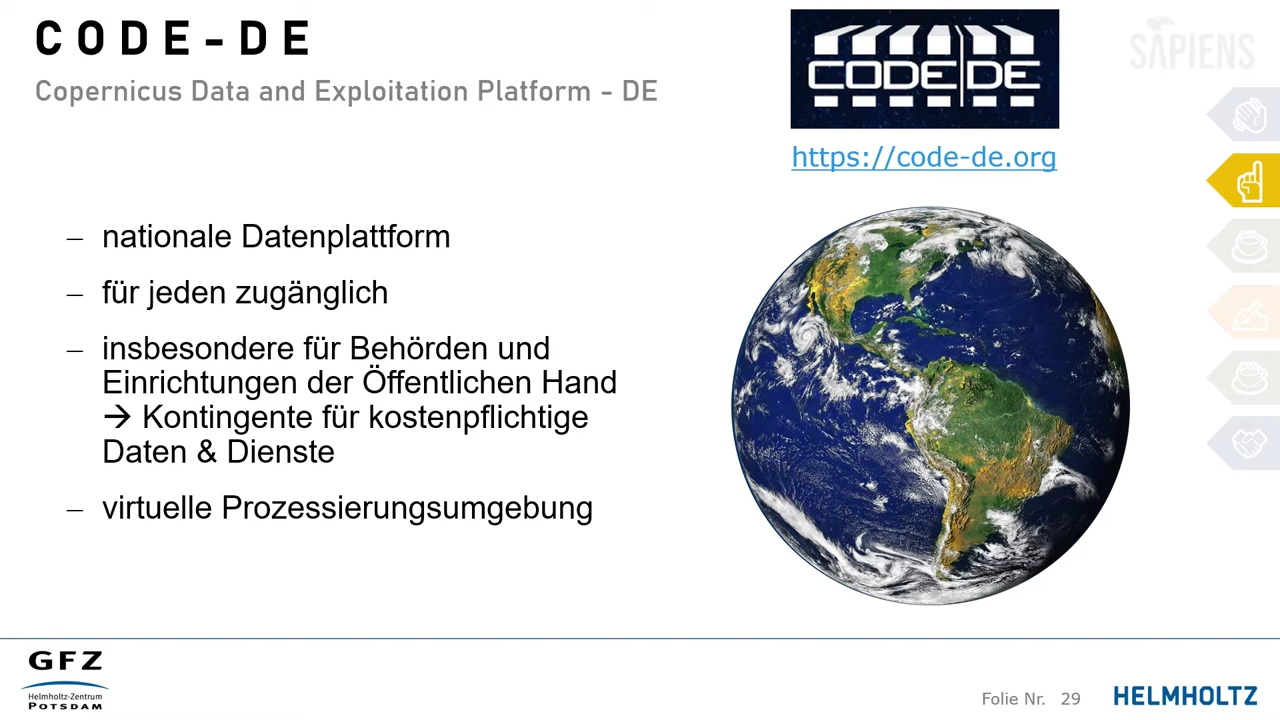 CODE-DE
Copernicus Data and Exploitation Platform - DE
CODE DE
https://code-de.org
SAPIENS
– nationale Datenplattform
– für jeden zugänglich
– insbesondere für Behörden und
Einrichtungen der Öffentlichen Hand
→ Kontingente für kostenpflichtige
Daten & Dienste
– virtuelle Prozessierungsumgebung
GFZ
Helmholtz-Zentrum
POTSDAM
Folie Nr. 29
HELMHOLTZ